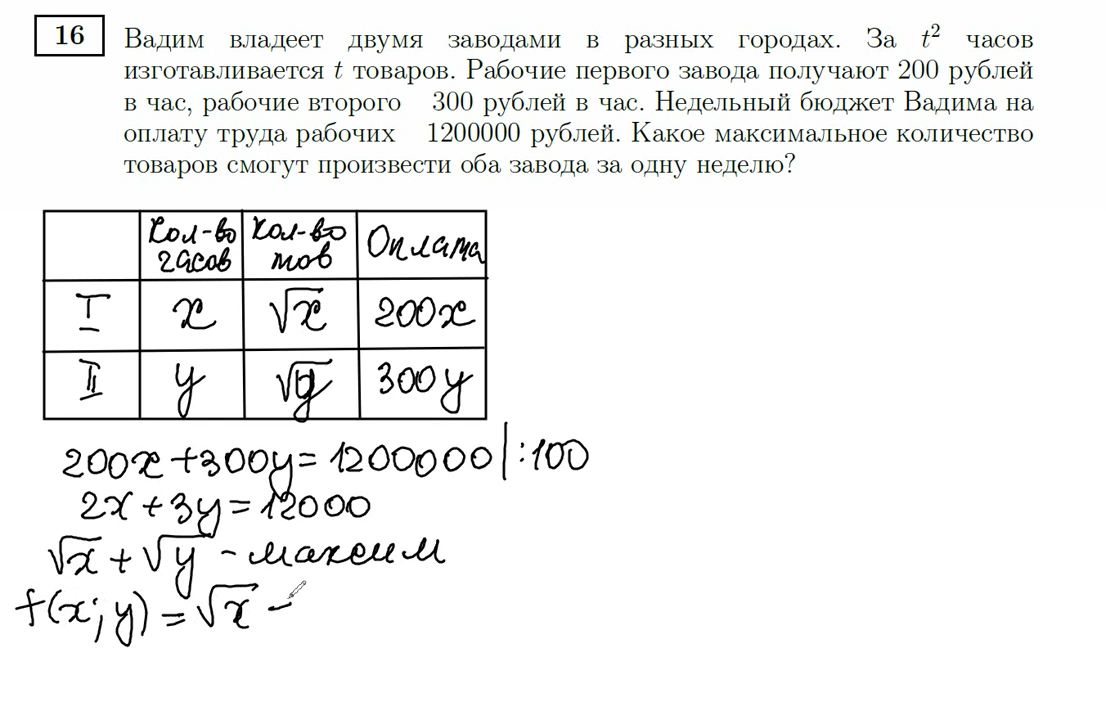 16
Вадим владеет двумя заводами в разных городах. За t² часов
изготавливается t товаров. Рабочие первого завода получают 200 рублей
в час, рабочие второго 300 рублей в час. Недельный бюджет Вадима на
оплату труда рабочих 1200000 рублей. Какое максимальное количество
товаров смогут произвести оба завода за одну неделю?
Кол-во часов Кол-во тов Оплата
I x √x 200x
II y √y 300y
200x+300y=1200000|:100
2x+3y=12000
√x+√y-максим
f(x;y)=√x -